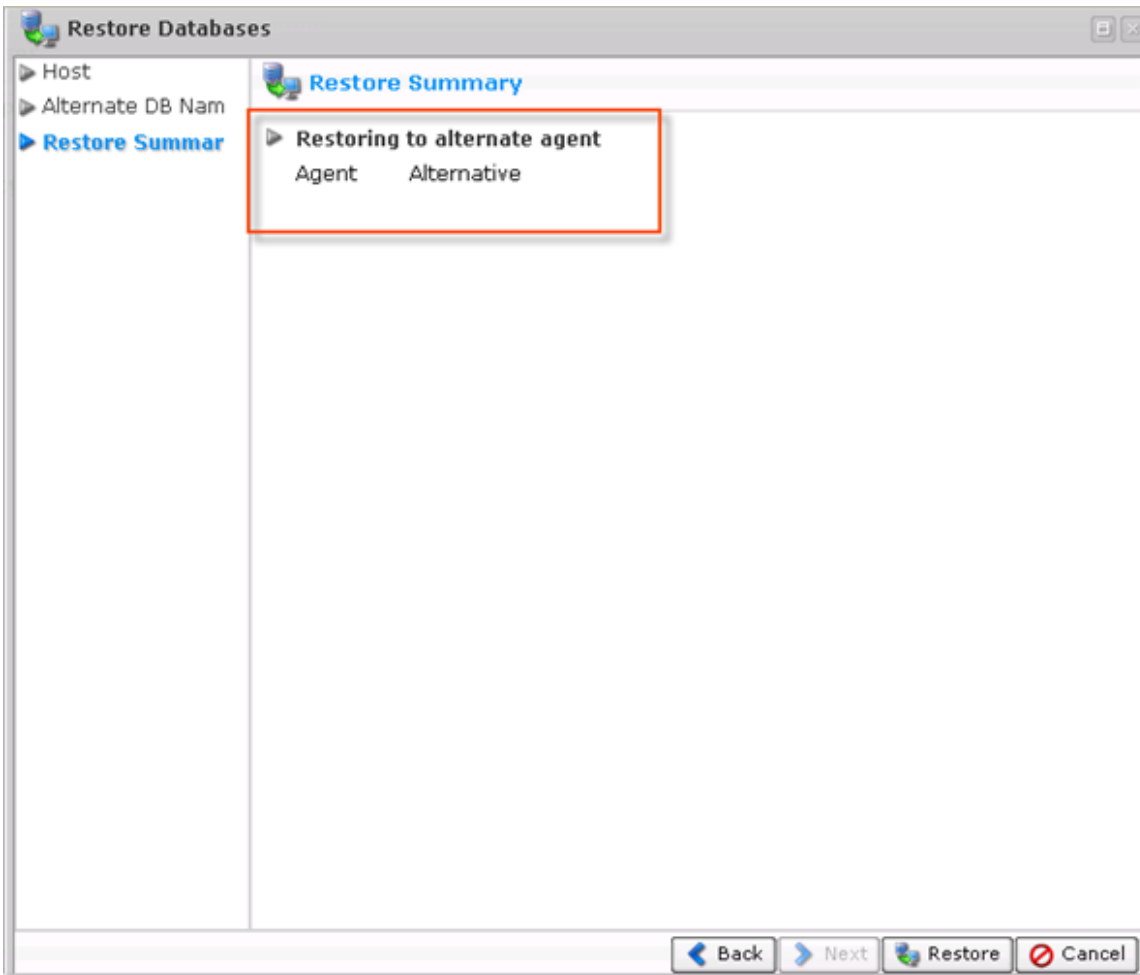 Restore Databases
Host
Alternate DB Nam
Restore Summar
Restore Summary
Restoring to alternate agent
Agent Alternative
Back Next Restore Cancel